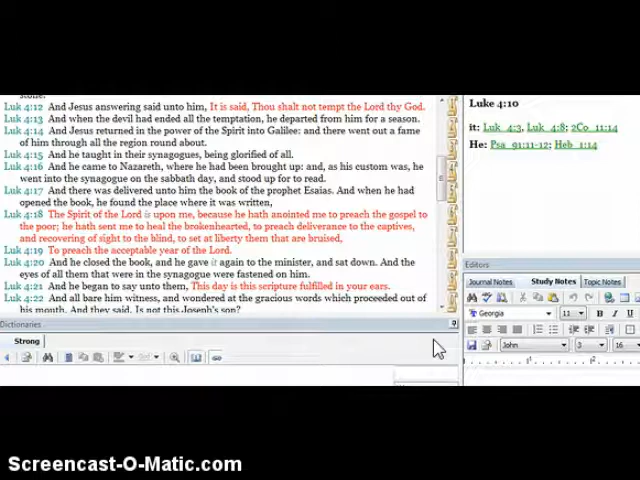 stone.
Luk 4:12 And Jesus answering said unto him, It is said, Thou shalt not tempt the Lord thy God.
Luk 4:13 And when the devil had ended all the temptation, he departed from him for a season.
Luk 4:14 And Jesus returned in the power of the Spirit into Galilee: and there went out a fame
of him through all the region round about.
Luk 4:15 And he taught in their synagogues, being glorified of all.
Luk 4:16 And he came to Nazareth, where he had been brought up: and, as his custom was, he
went into the synagogue on the sabbath day, and stood up for to read.
Luk 4:17 And there was delivered unto him the book of the prophet Esaias. And when he had
opened the book, he found the place where it was written,
Luk 4:18 The Spirit of the Lord is upon me, because he hath anointed me to preach the gospel to
the poor; he hath sent me to heal the brokenhearted, to preach deliverance to the captives,
and recovering of sight to the blind, to set at liberty them that are bruised,
Luk 4:19 To preach the acceptable year of the Lord.
Luk 4:20 And he closed the book, and he gave it again to the minister, and sat down. And the
eyes of all them that were in the synagogue were fastened on him.
Luk 4:21 And he began to say unto them, This day is this scripture fulfilled in your ears.
Luk 4:22 And all bare him witness, and wondered at the gracious words which proceeded out of
his mouth. And they said, Is not this Joseph's son?
Luke 4:10
it: Luk_4:3, Luk_4:8; 2Co_11:14
He: Psa_91:11-12; Heb_1:14
Editors
Journal Notes Study Notes Topic Notes
Georgia 11 B I U
John 3 16
Dictionaries
Strong
Screencast-O-Matic.com